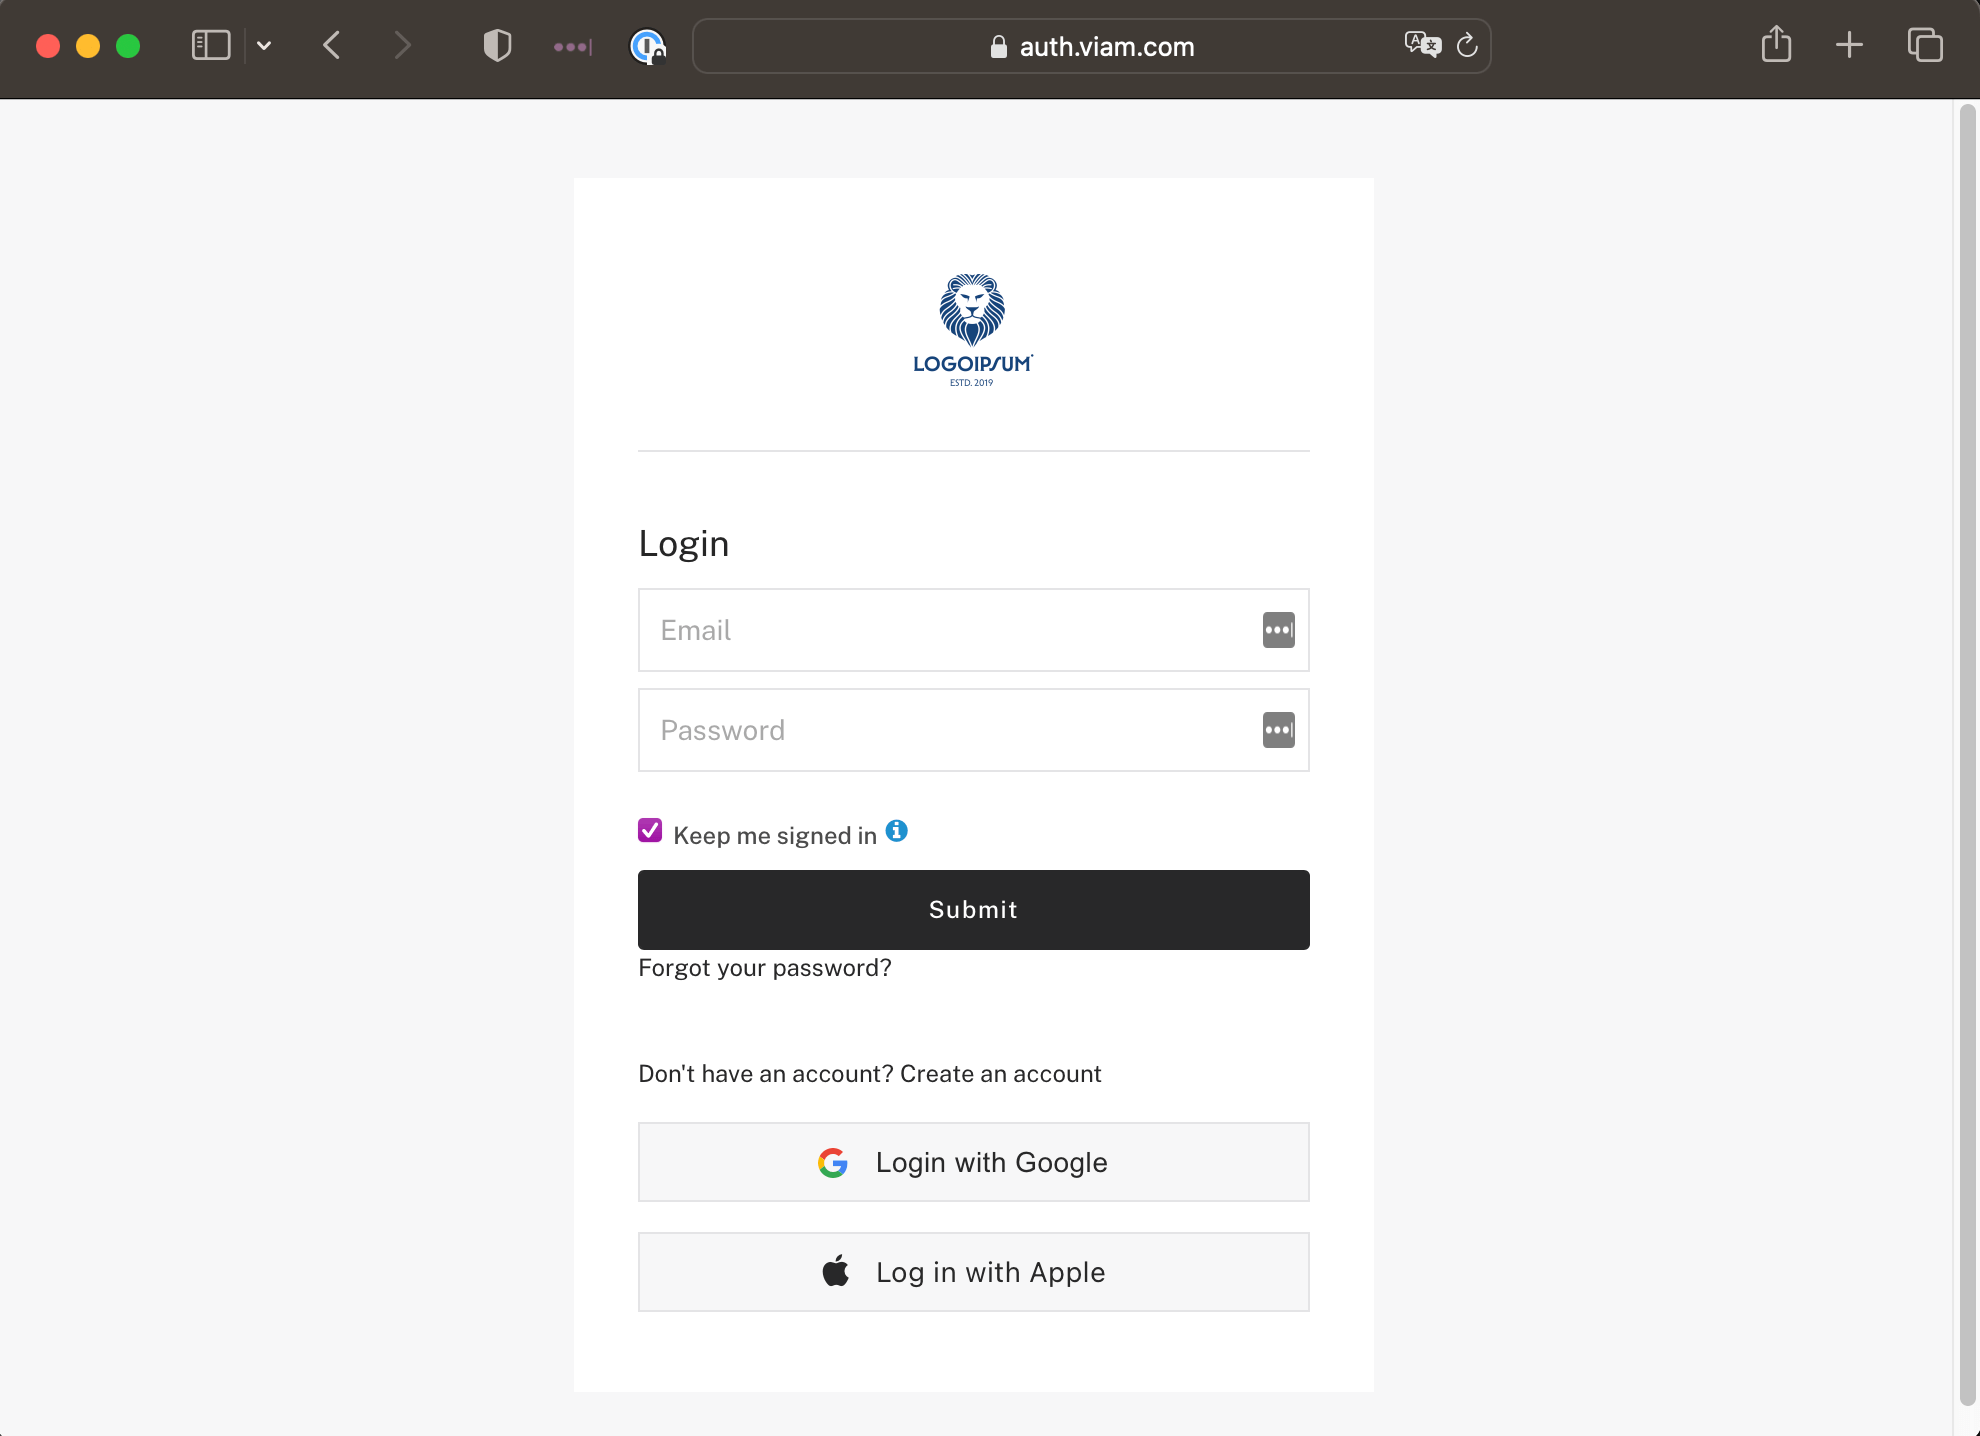 auth.viam.com
LOGOIPSUM
ESTD. 2019
Login
Email
Password
Keep me signed in
Submit
Forgot your password?
Don't have an account? Create an account
Login with Google
Log in with Apple